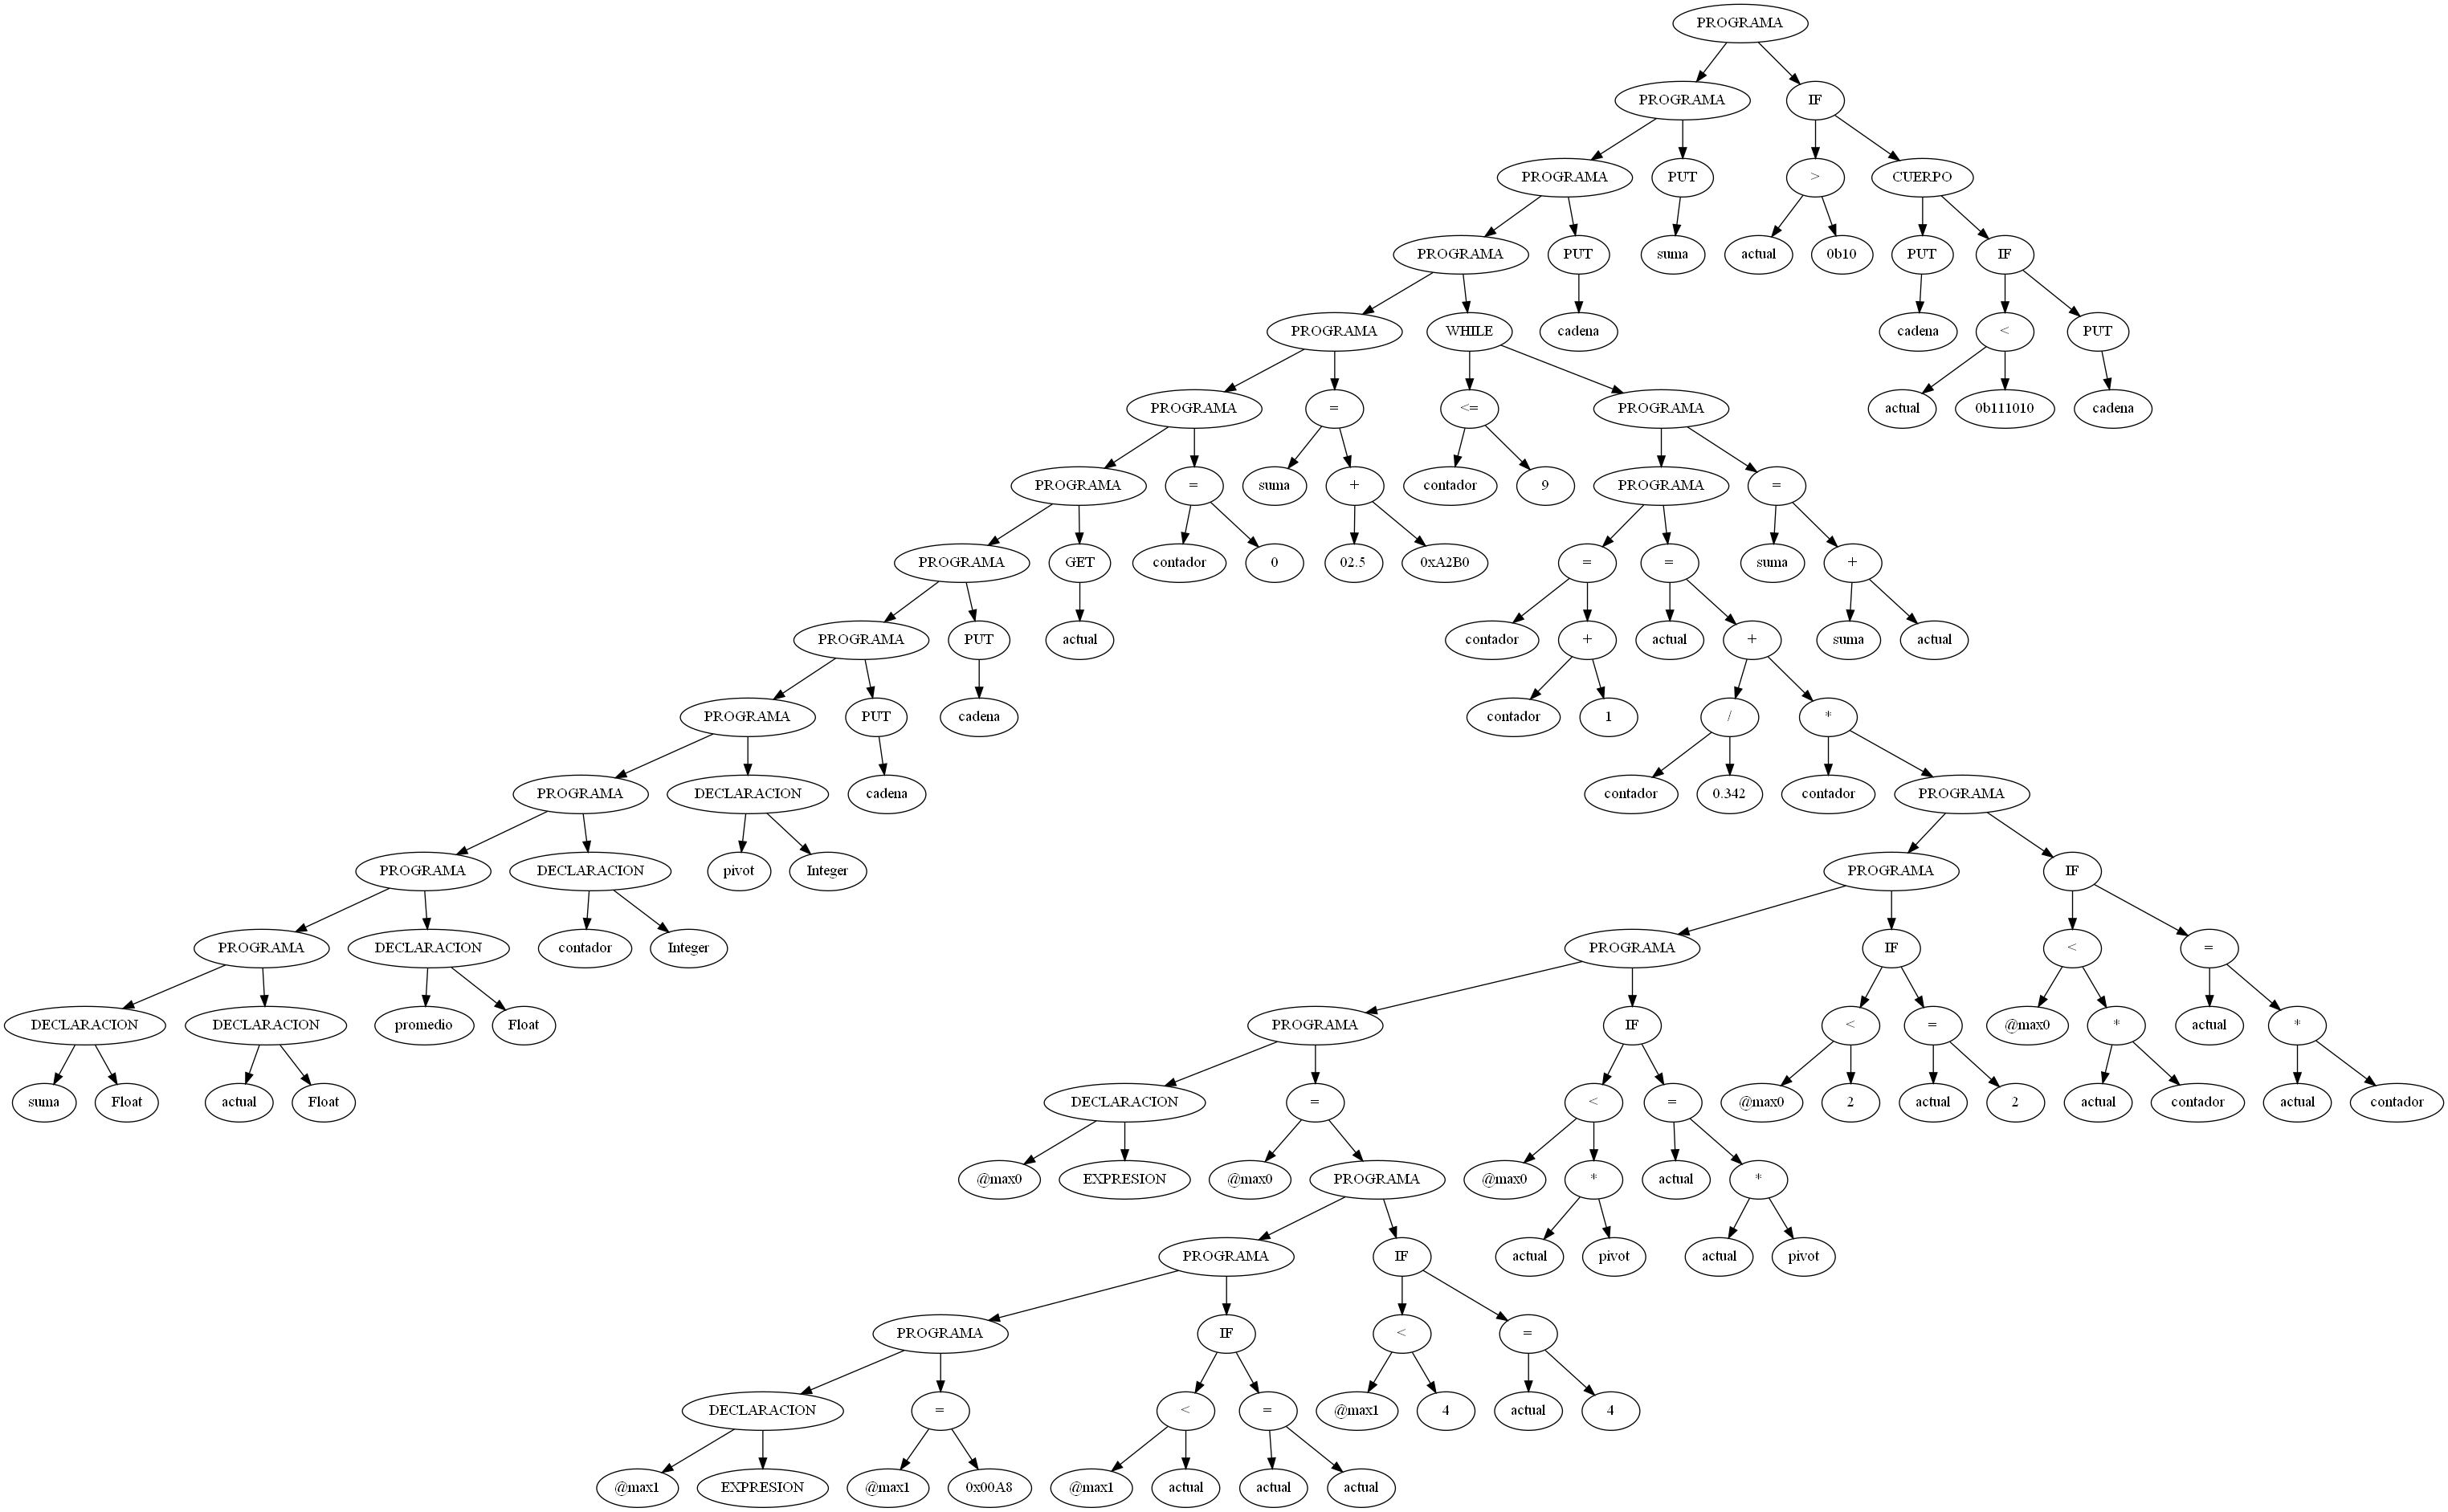 PROGRAMA
PROGRAMA IF
PROGRAMA PUT > CUERPO
PROGRAMA PUT suma actual 0b10 PUT IF
PROGRAMA WHILE cadena cadena < PUT
PROGRAMA = <= PROGRAMA actual 0b111010 cadena
PROGRAMA = suma + contador 9 PROGRAMA =
PROGRAMA GET contador 0 02.5 0xA2B0 = = suma +
PROGRAMA PUT actual contador + actual + suma actual
PROGRAMA PUT cadena contador 1 / *
PROGRAMA DECLARACION cadena contador 0.342 contador PROGRAMA
PROGRAMA DECLARACION pivot Integer PROGRAMA IF
PROGRAMA DECLARACION contador Integer PROGRAMA IF < =
DECLARACION DECLARACION promedio Float PROGRAMA IF < = @max0 * actual *
suma Float actual Float DECLARACION = < = @max0 2 actual 2 actual contador actual contador
@max0 EXPRESION @max0 PROGRAMA @max0 * actual *
PROGRAMA IF actual pivot actual pivot
PROGRAMA IF < =
DECLARACION = < = @max1 4 actual 4
@max1 EXPRESION @max1 0x00A8 @max1 actual actual actual